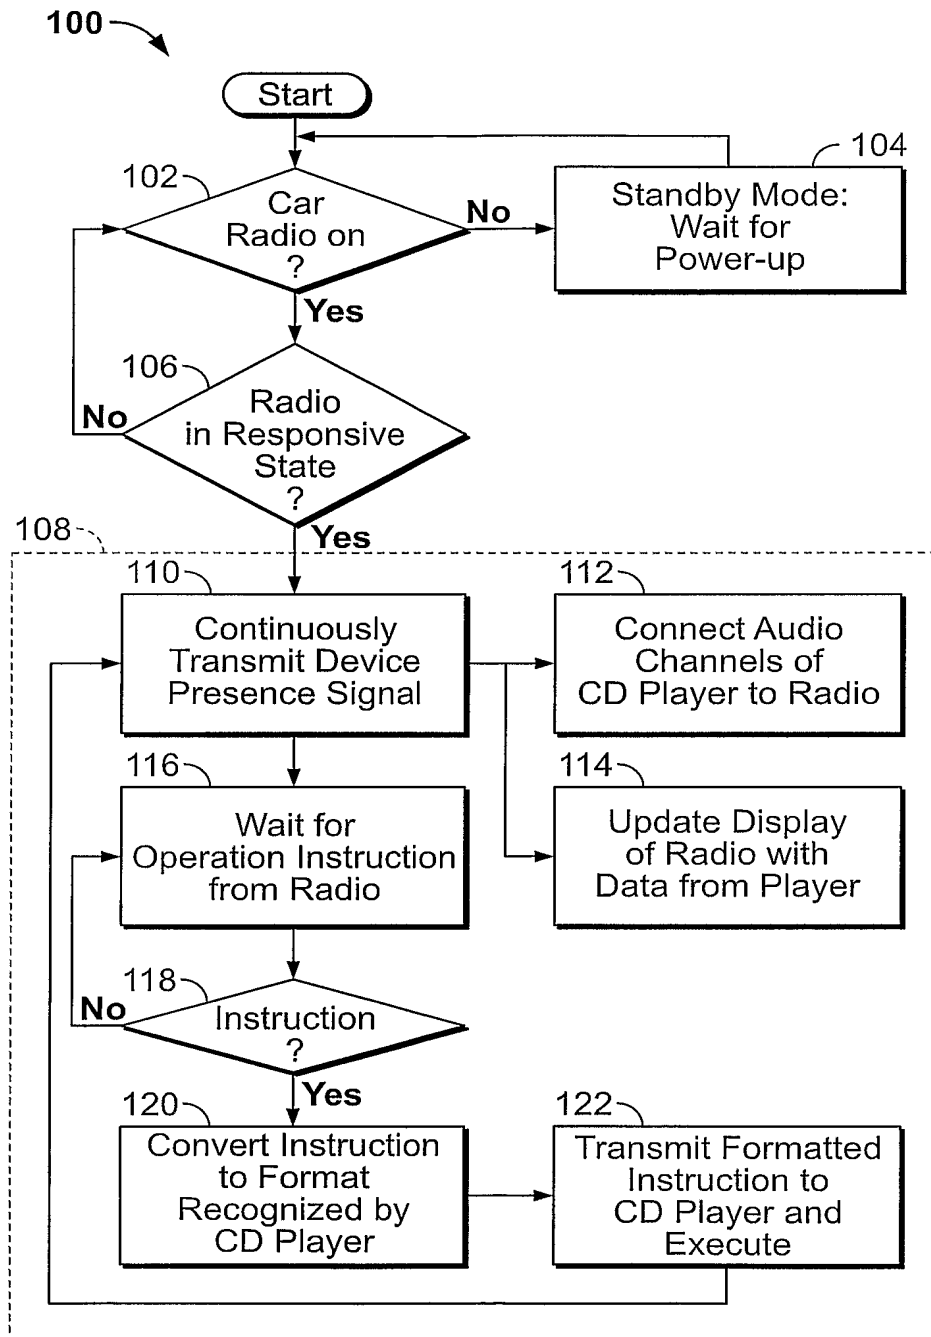 100
Start
102
Car
Radio on
?
No
104
Standby Mode:
Wait for
Power-up
Yes
106
Radio
in Responsive
State
?
No
Yes
108
110
Continuously
Transmit Device
Presence Signal
112
Connect Audio
Channels of
CD Player to Radio
116
Wait for
Operation Instruction
from Radio
114
Update Display
of Radio with
Data from Player
118
Instruction
?
No
Yes
120
Convert Instruction
to Format
Recognized by
CD Player
122
Transmit Formatted
Instruction to
CD Player and
Execute